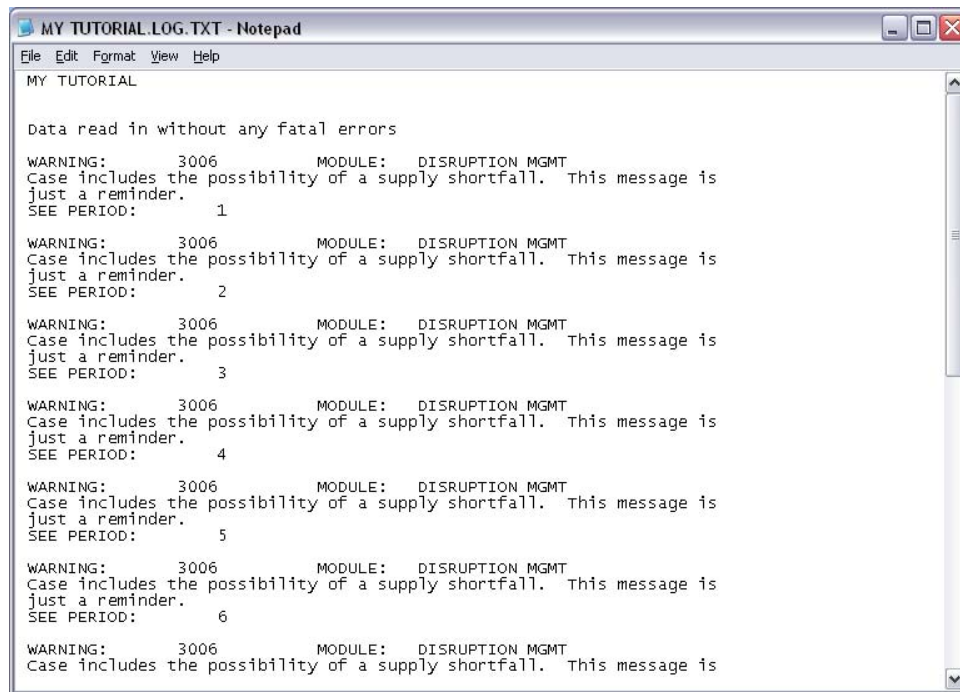 MY TUTORIAL.LOG.TXT - Notepad
File Edit Format View Help
MY TUTORIAL
Data read in without any fatal errors
WARNING: 3006 MODULE: DISRUPTION MGMT
Case includes the possibility of a supply shortfall. This message is
just a reminder.
SEE PERIOD: 1
WARNING: 3006 MODULE: DISRUPTION MGMT
Case includes the possibility of a supply shortfall. This message is
just a reminder.
SEE PERIOD: 2
WARNING: 3006 MODULE: DISRUPTION MGMT
Case includes the possibility of a supply shortfall. This message is
just a reminder.
SEE PERIOD: 3
WARNING: 3006 MODULE: DISRUPTION MGMT
Case includes the possibility of a supply shortfall. This message is
just a reminder.
SEE PERIOD: 4
WARNING: 3006 MODULE: DISRUPTION MGMT
Case includes the possibility of a supply shortfall. This message is
just a reminder.
SEE PERIOD: 5
WARNING: 3006 MODULE: DISRUPTION MGMT
Case includes the possibility of a supply shortfall. This message is
just a reminder.
SEE PERIOD: 6
WARNING: 3006 MODULE: DISRUPTION MGMT
Case includes the possibility of a supply shortfall. This message is